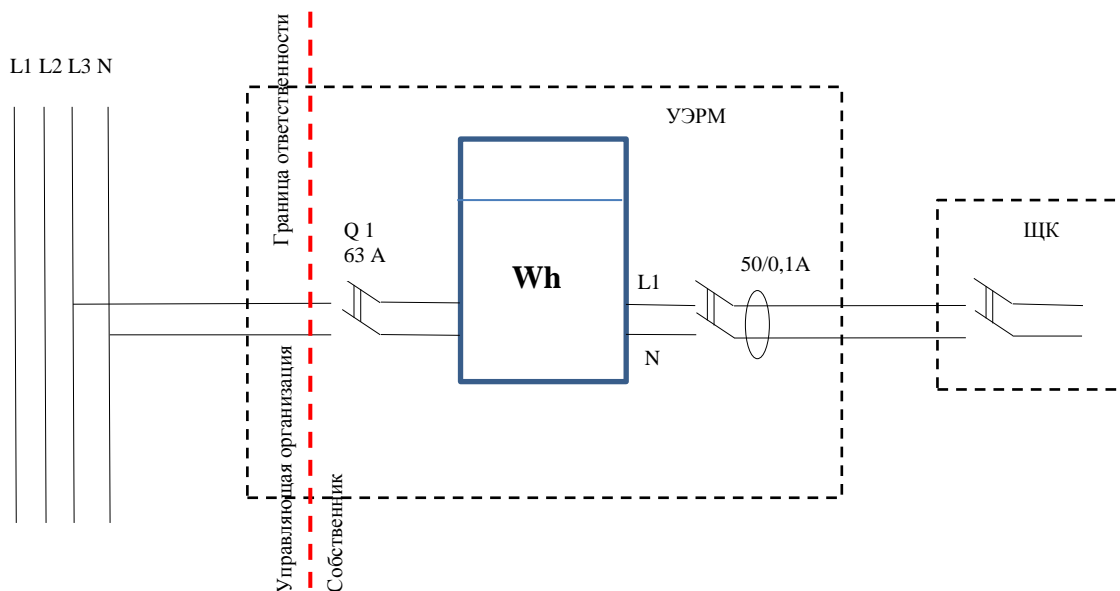 L1 L2 L3 N
Граница ответственности
УЭРМ
ЩК
Q 1
63 А
Wh
L1
50/0,1А
N
Управляющая организация
Собственник